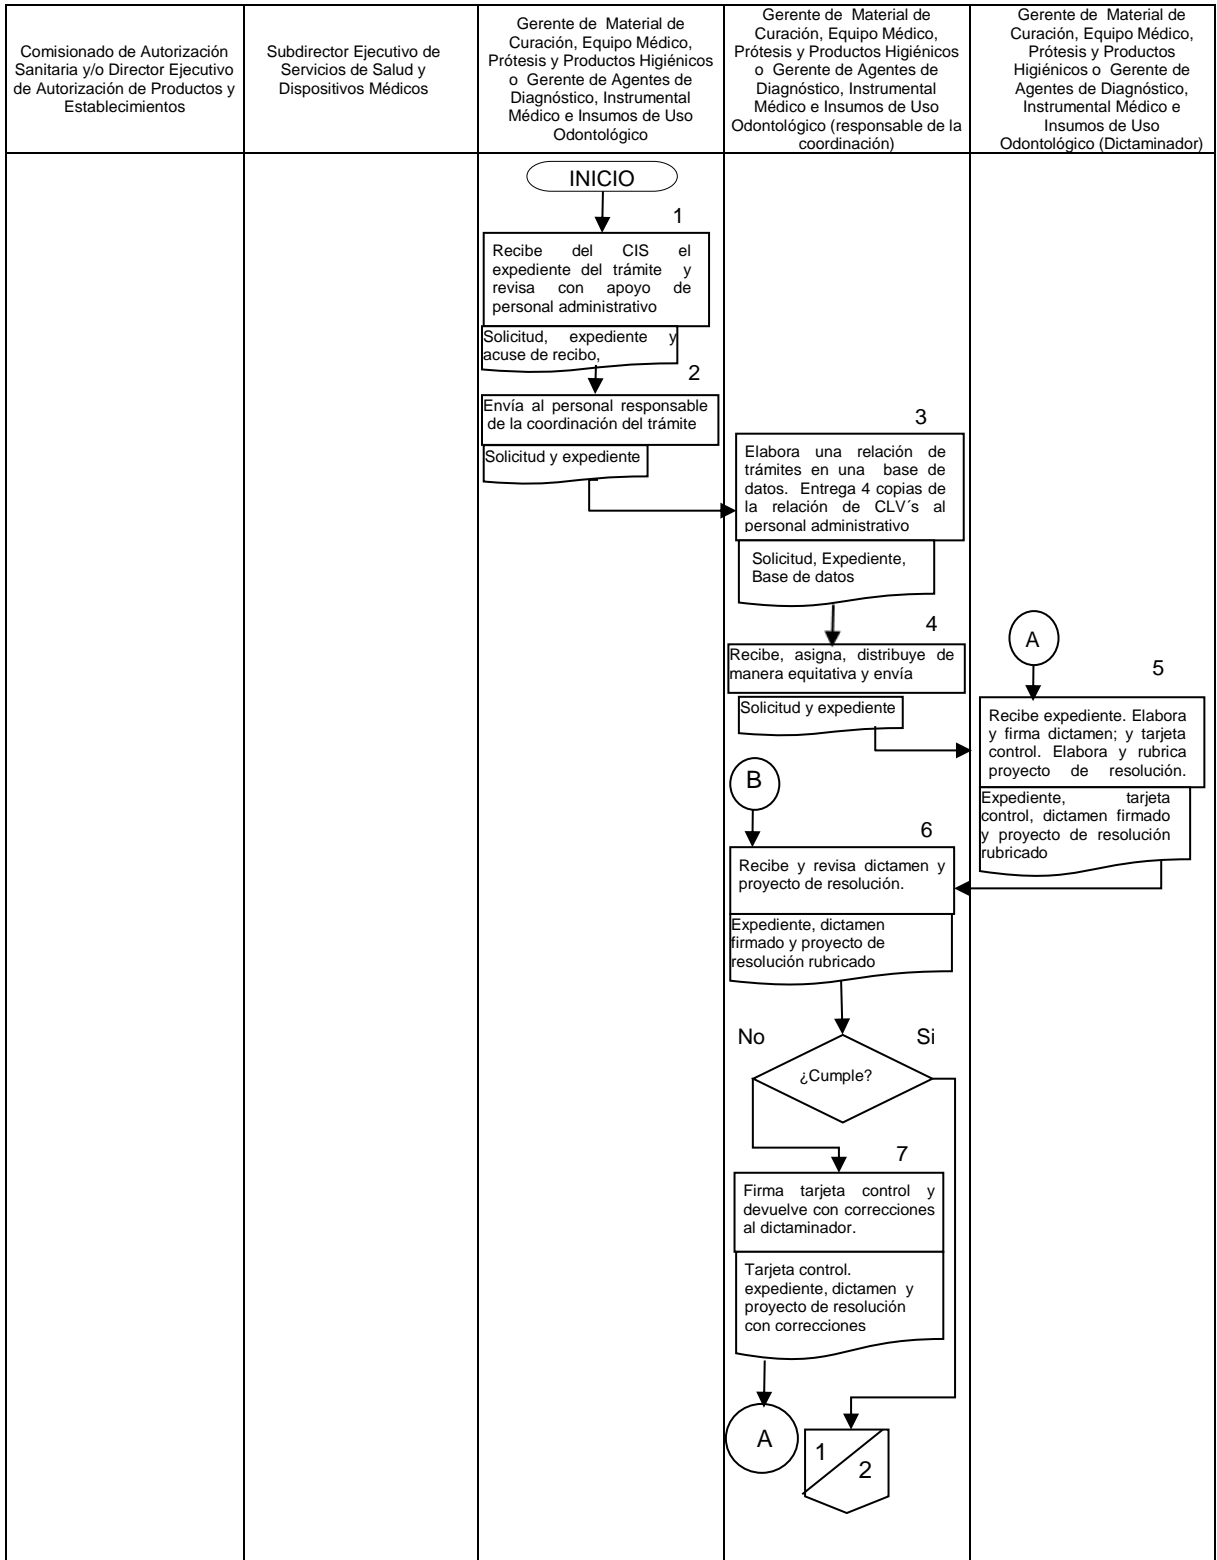 Comisionado de Autorización
Sanitaria y/o Director Ejecutivo
de Autorización de Productos y
Establecimientos
Subdirector Ejecutivo de
Servicios de Salud y
Dispositivos Médicos
Gerente de Material de
Curación, Equipo Médico,
Prótesis y Productos Higiénicos
o Gerente de Agentes de
Diagnóstico, Instrumental
Médico e Insumos de Uso
Odontológico
Gerente de Material de
Curación, Equipo Médico,
Prótesis y Productos Higiénicos
o Gerente de Agentes de
Diagnóstico, Instrumental
Médico e Insumos de Uso
Odontológico (responsable de la
coordinación)
Gerente de Material de
Curación, Equipo Médico,
Prótesis y Productos
Higiénicos o Gerente de
Agentes de Diagnóstico,
Instrumental Médico e
Insumos de Uso
Odontológico (Dictaminador)
INICIO
1
Recibe del CIS el
expediente del trámite y
revisa con apoyo de
personal administrativo
Solicitud, expediente y
acuse de recibo,
2
Envía al personal responsable
de la coordinación del trámite
Solicitud y expediente
3
Elabora una relación de
trámites en una base de
datos. Entrega 4 copias de
la relación de CLV´s al
personal administrativo
Solicitud, Expediente,
Base de datos
4
Recibe, asigna, distribuye de
manera equitativa y envía
Solicitud y expediente
A
5
Recibe expediente. Elabora
y firma dictamen; y tarjeta
control. Elabora y rubrica
proyecto de resolución.
Expediente, tarjeta
control, dictamen firmado
y proyecto de resolución
rubricado
B
6
Recibe y revisa dictamen y
proyecto de resolución.
Expediente, dictamen
firmado y proyecto de
resolución rubricado
No
Si
¿Cumple?
7
Firma tarjeta control y
devuelve con correcciones
al dictaminador.
Tarjeta control.
expediente, dictamen y
proyecto de resolución
con correcciones
A
1
2